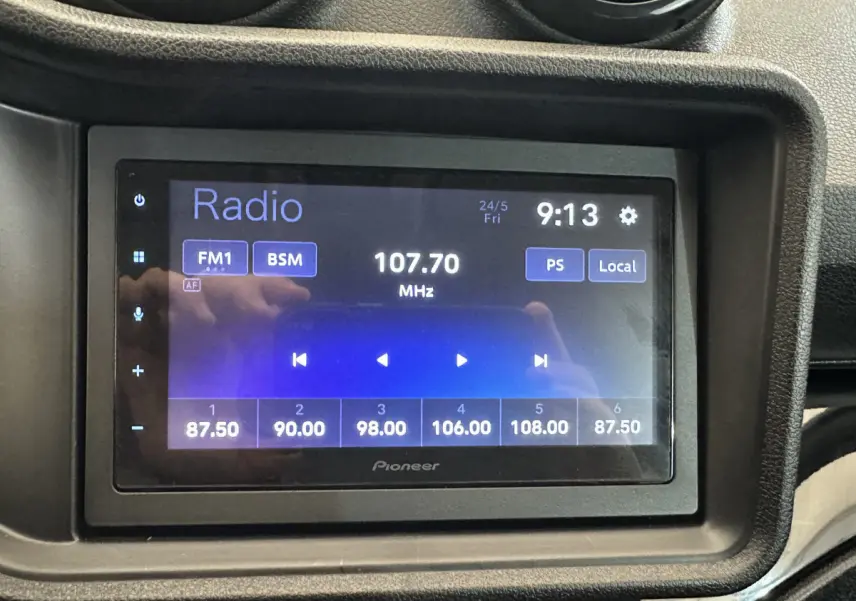 Radio
24/5
Fri
9:13
FM1
BSM
107.70
MHz
PS
Local
AF
1
2
3
4
5
6
87.50
90.00
98.00
106.00
108.00
87.50
Pioneer